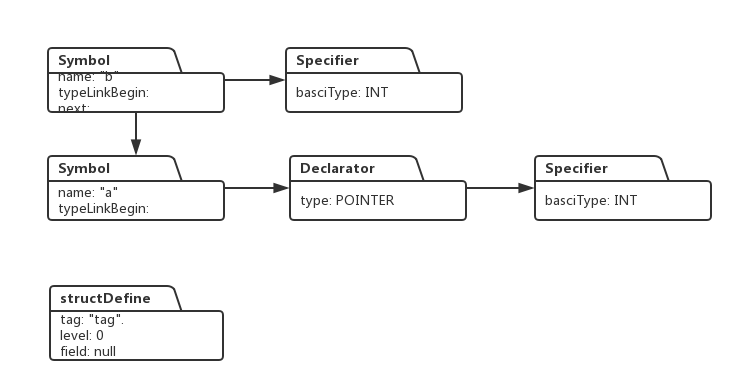 Symbol
name: "b"
typeLinkBegin:
next:
Specifier
basciType: INT
Symbol
name: "a"
typeLinkBegin:
Declarator
type: POINTER
Specifier
basciType: INT
structDefine
tag: "tag".
level: 0
field: null